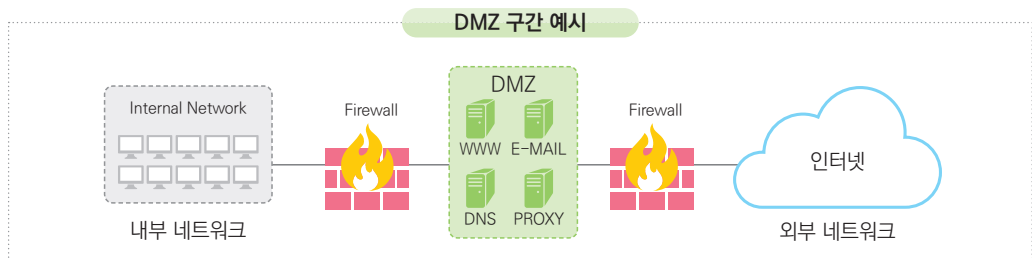 DMZ 구간 예시
Internal Network
내부 네트워크
Firewall
DMZ
WWW E-MAIL
DNS PROXY
Firewall
인터넷
외부 네트워크